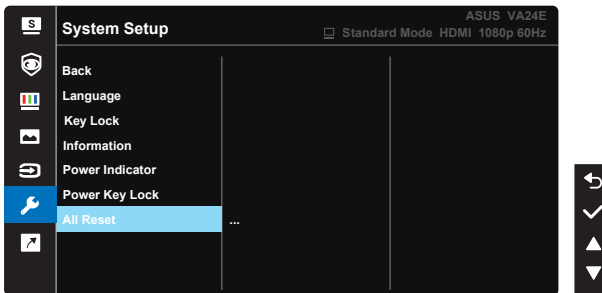 S
System Setup
ASUS VA24E
Standard Mode HDMI 1080p 60Hz
Back
Language
Key Lock
Information
Power Indicator
Power Key Lock
All Reset
...